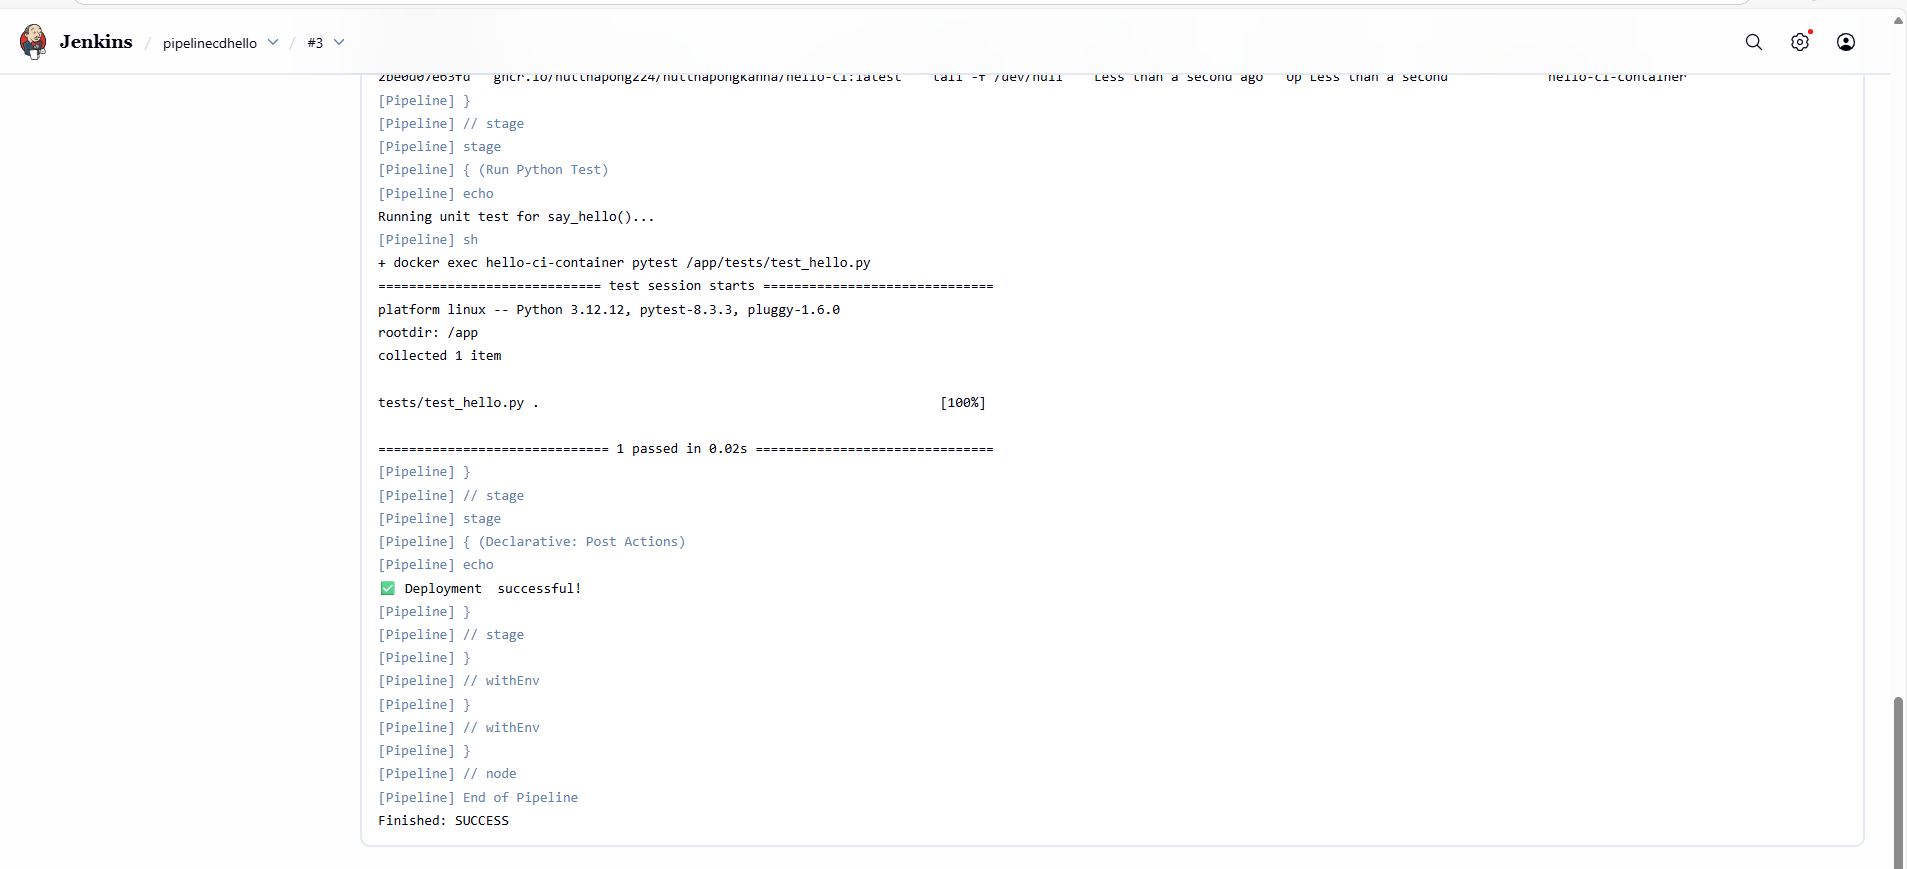 Jenkins / pipelinecdhello / #3
2be0d07e63fd ghcr.io/nutthapong224/nutthapongkanha/hello-ci:latest "tail -f /dev/null" Less than a second ago Up Less than a second hello-ci-container
[Pipeline] }
[Pipeline] // stage
[Pipeline] stage
[Pipeline] { (Run Python Test)
[Pipeline] echo
Running unit test for say_hello()...
[Pipeline] sh
+ docker exec hello-ci-container pytest /app/tests/test_hello.py
============================= test session starts ==============================
platform linux -- Python 3.12.12, pytest-8.3.3, pluggy-1.6.0
rootdir: /app
collected 1 item
tests/test_hello.py . [100%]
============================== 1 passed in 0.02s ===============================
[Pipeline] }
[Pipeline] // stage
[Pipeline] stage
[Pipeline] { (Declarative: Post Actions)
[Pipeline] echo
✅ Deployment  successful!
[Pipeline] }
[Pipeline] // stage
[Pipeline] }
[Pipeline] // withEnv
[Pipeline] }
[Pipeline] // withEnv
[Pipeline] }
[Pipeline] // node
[Pipeline] End of Pipeline
Finished: SUCCESS